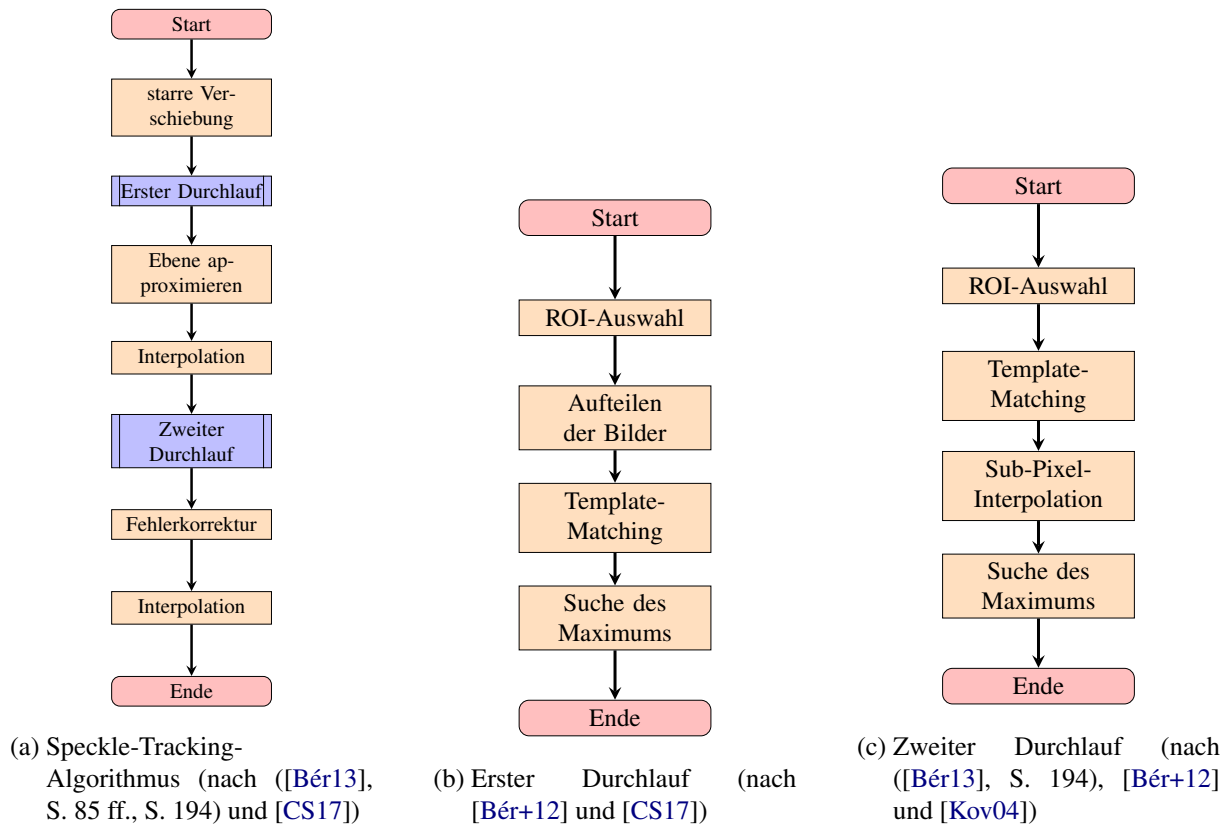 Start
starre Ver-
schiebung
Erster Durchlauf
Ebene ap-
proximieren
Interpolation
Zweiter
Durchlauf
Fehlerkorrektur
Interpolation
Ende
(a) Speckle-Tracking-
Algorithmus (nach ([Bér13],
S. 85 ff., S. 194) und [CS17])
Start
ROI-Auswahl
Aufteilen
der Bilder
Template-
Matching
Suche des
Maximums
Ende
(b) Erster Durchlauf (nach
[Bér+12] und [CS17])
Start
ROI-Auswahl
Template-
Matching
Sub-Pixel-
Interpolation
Suche des
Maximums
Ende
(c) Zweiter Durchlauf (nach
([Bér13], S. 194), [Bér+12]
und [Kov04])